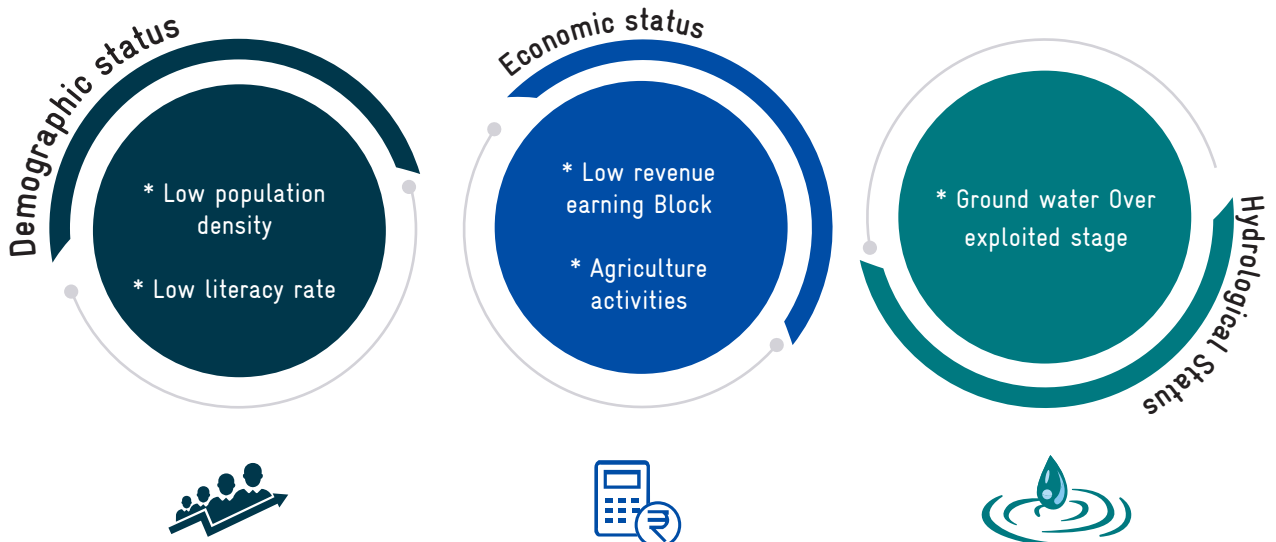 Demographic status
* Low population
density
* Low literacy rate
Economic status
* Low revenue
earning Block
* Agriculture
activities
* Ground water Over
exploited stage
Hydrological Status
₹